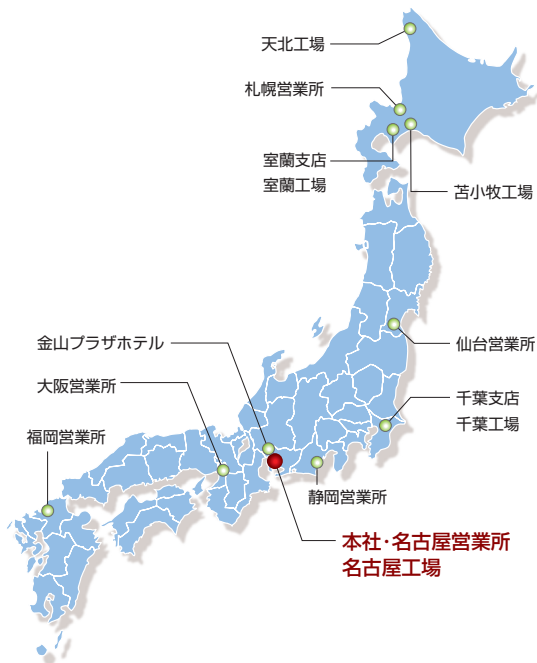 天北工場
札幌営業所
室蘭支店
室蘭工場
苫小牧工場
金山プラザホテル
仙台営業所
大阪営業所
千葉支店
千葉工場
福岡営業所
静岡営業所
本社・名古屋営業所
名古屋工場